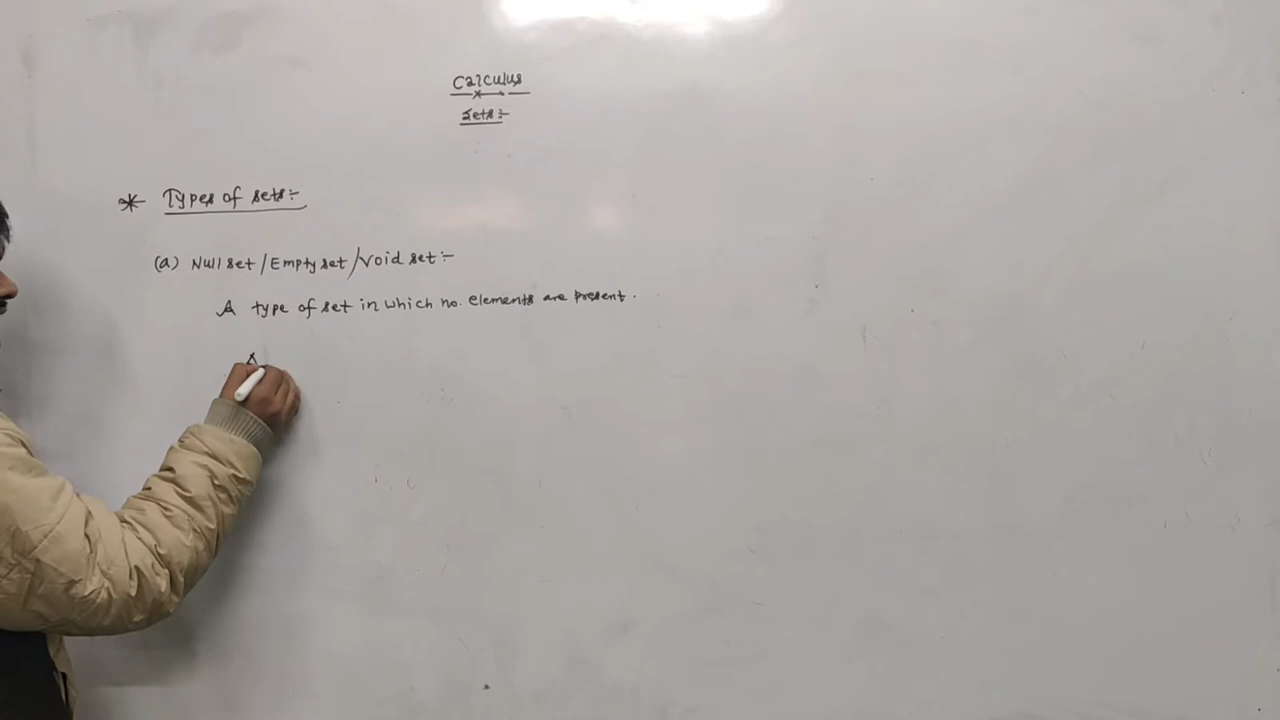 Calculus
Sets:-
* Types of sets:-
(a) Null set / Empty set / Void set :-
A type of set in which no. elements are present.
A